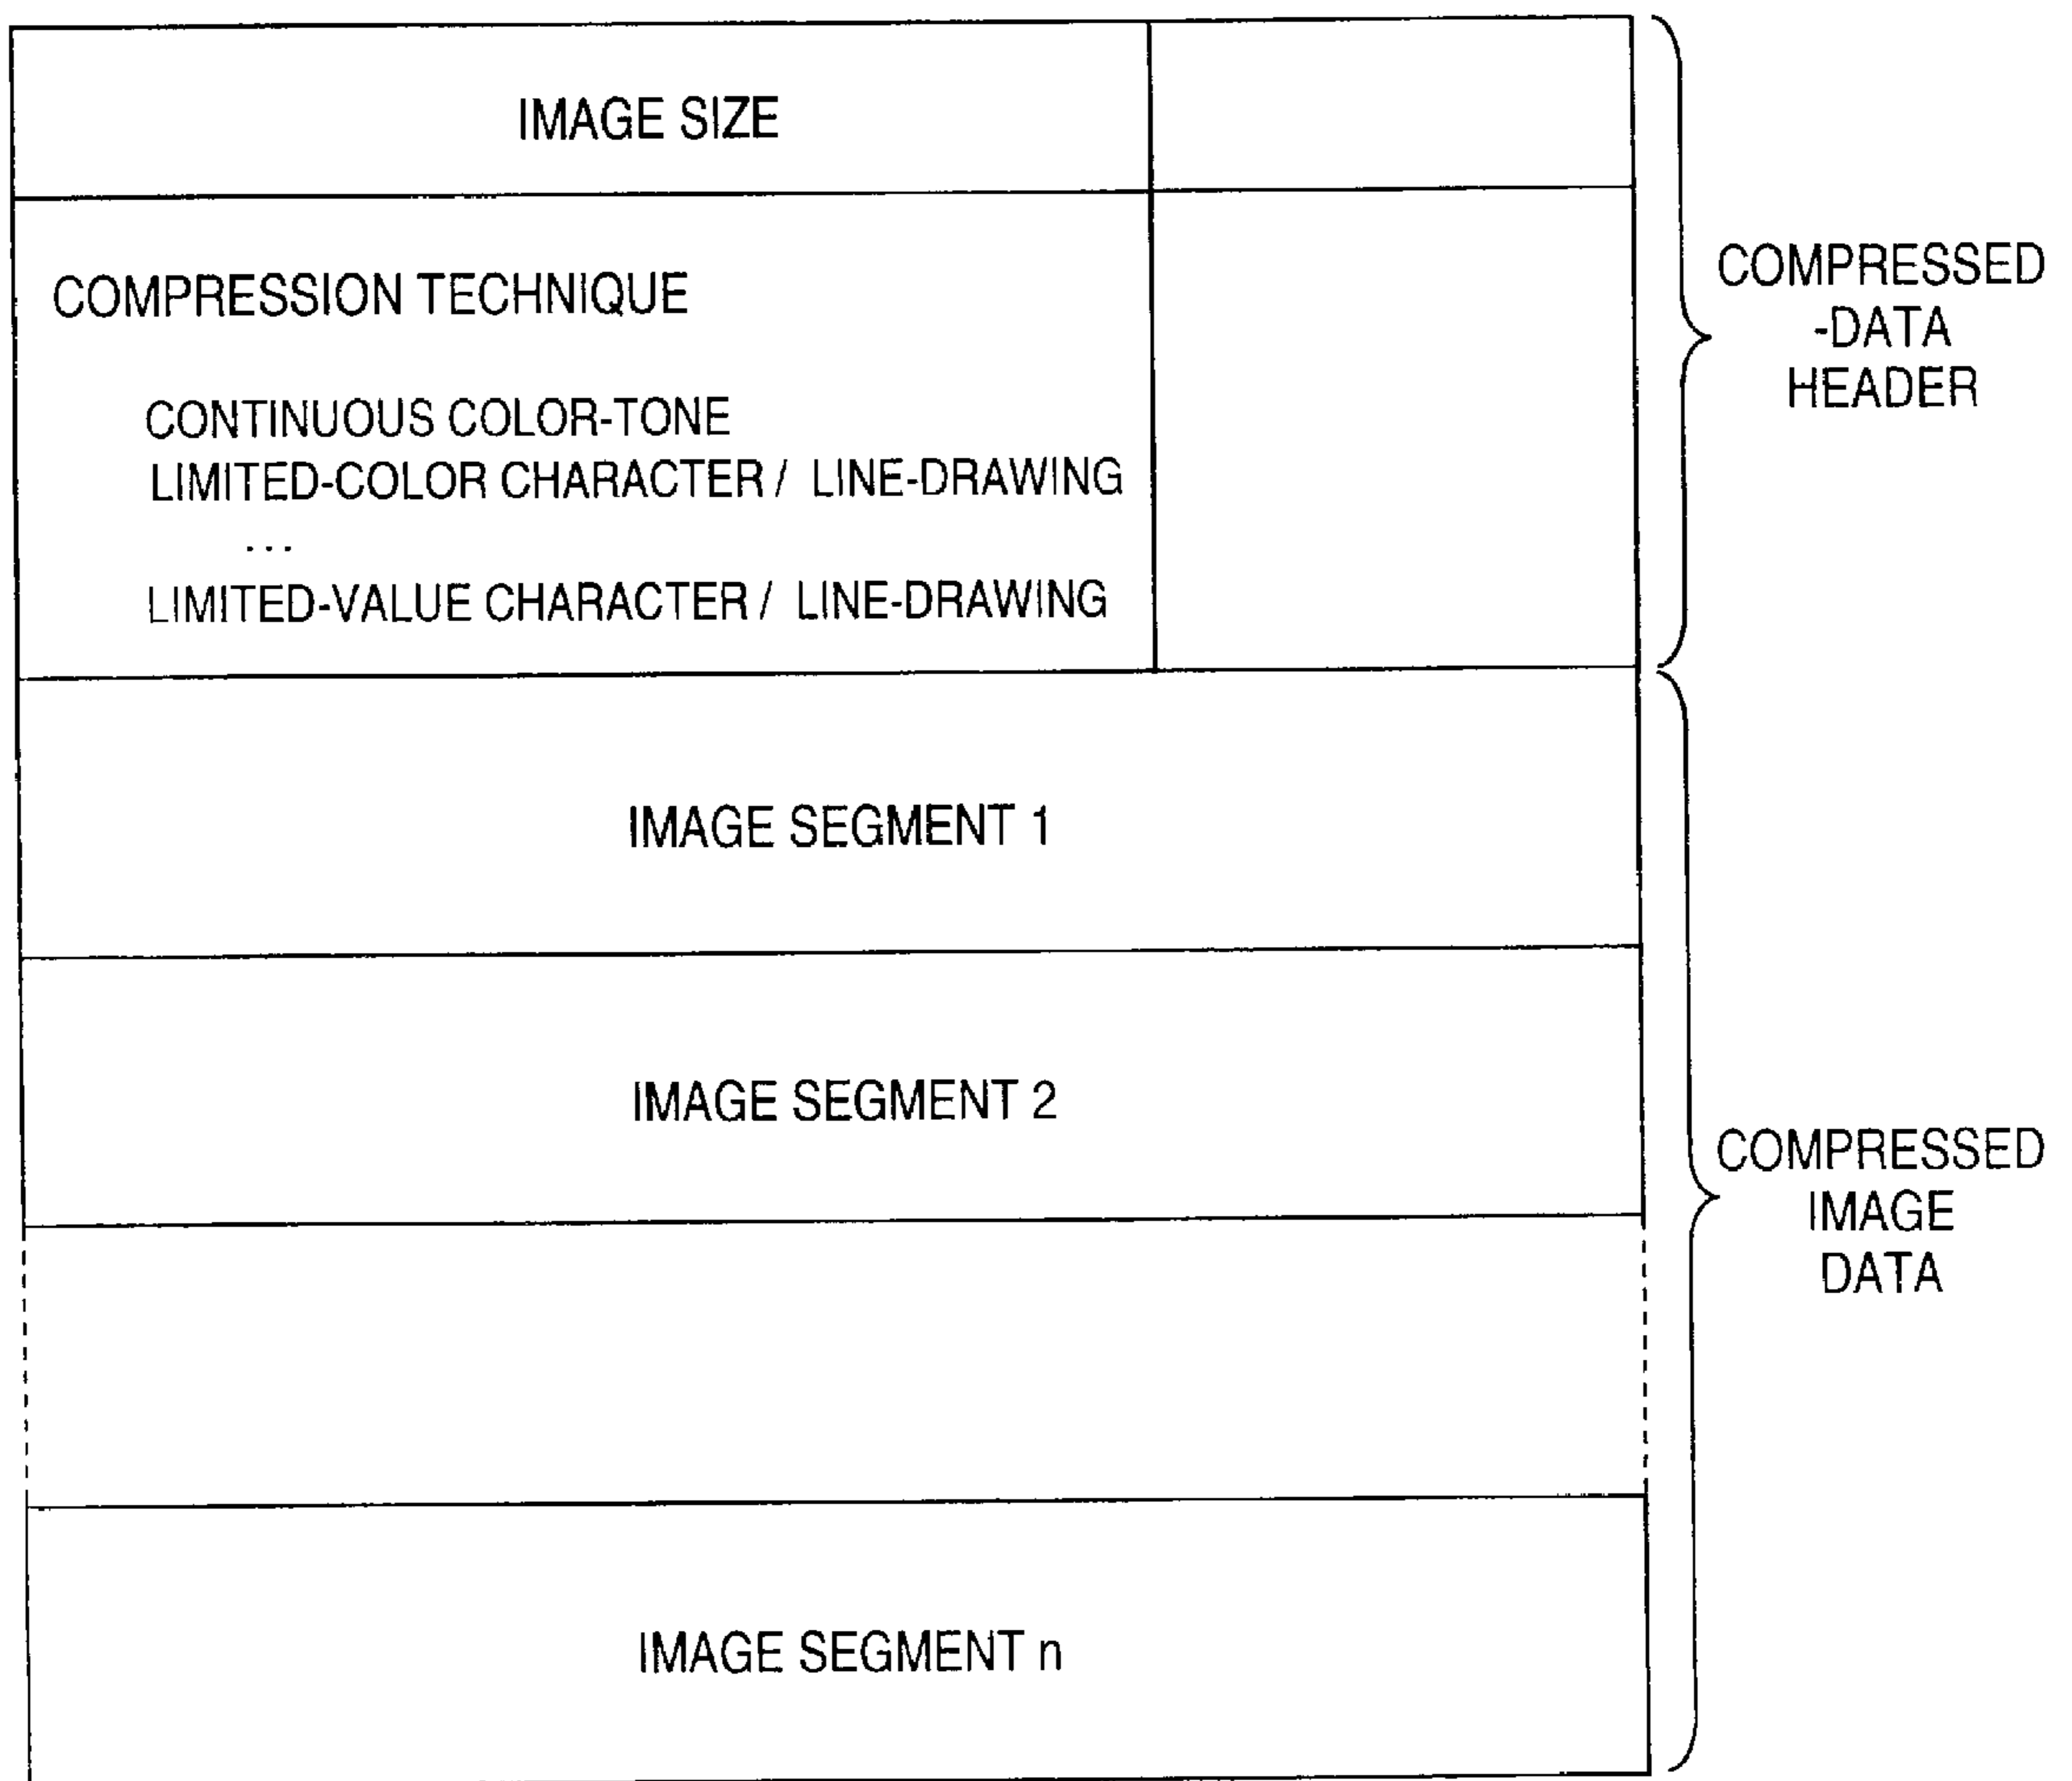 IMAGE SIZE
COMPRESSION TECHNIQUE
CONTINUOUS COLOR-TONE
LIMITED-COLOR CHARACTER / LINE-DRAWING
...
LIMITED-VALUE CHARACTER / LINE-DRAWING
COMPRESSED
-DATA
HEADER
IMAGE SEGMENT 1
IMAGE SEGMENT 2
IMAGE SEGMENT n
COMPRESSED
IMAGE
DATA